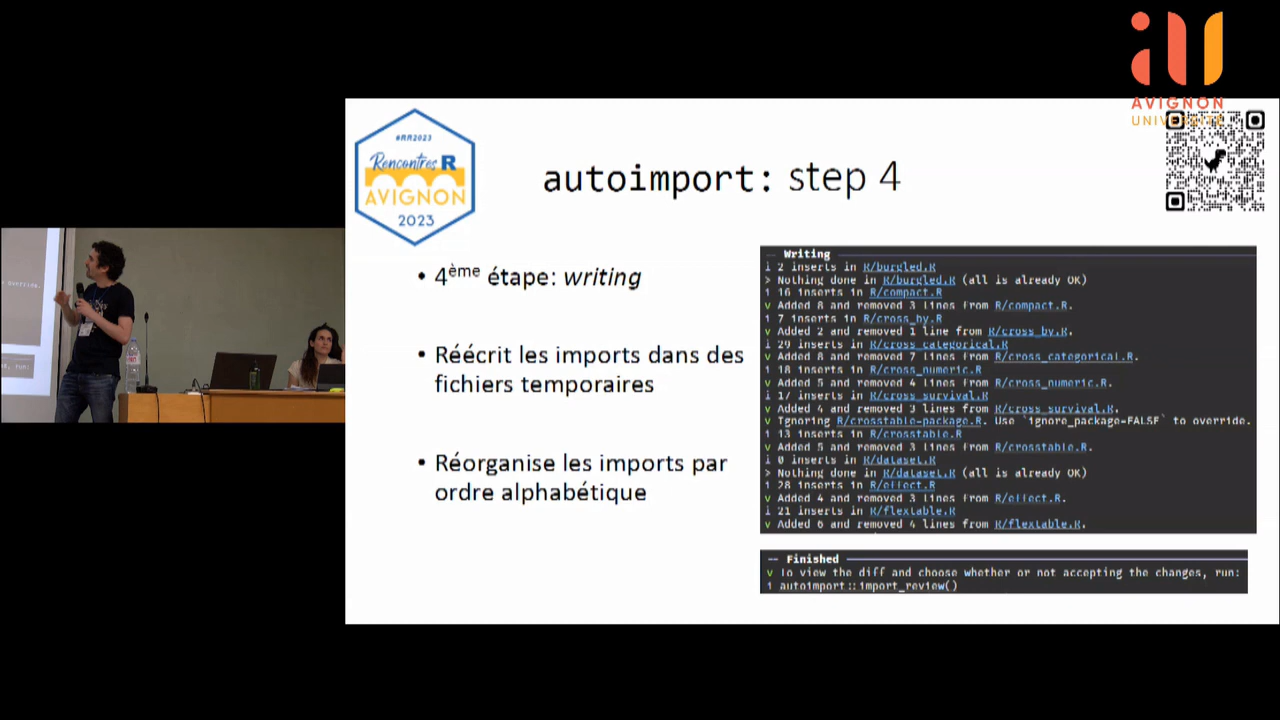 AVIGNON
UNIVERSITÉ
#RR2023
Rencontres R
AVIGNON
2023
autoimport: step 4
• 4ème étape: writing
• Réécrit les imports dans des
fichiers temporaires
• Réorganise les imports par
ordre alphabétique
-- Writing
i 2 inserts in R/burgled.R
> Nothing done in R/burgled.R (all is already OK)
i 16 inserts in R/compact.R
v Added 8 and removed 3 lines from R/compact.R.
i 7 inserts in R/cross_by.R
v Added 2 and removed 1 line from R/cross_by.R.
i 29 inserts in R/cross_categorical.R
v Added 8 and removed 7 lines from R/cross_categorical.R.
i 18 inserts in R/cross_numeric.R
v Added 5 and removed 4 lines from R/cross_numeric.R.
i 17 inserts in R/cross_survival.R
v Added 4 and removed 3 lines from R/cross_survival.R.
v Ignoring R/crosstable-package.R. Use `ignore_package=FALSE` to override.
i 13 inserts in R/crosstable.R
v Added 5 and removed 3 lines from R/crosstable.R.
i 0 inserts in R/dataset.R
> Nothing done in R/dataset.R (all is already OK)
i 28 inserts in R/effect.R
v Added 4 and removed 3 lines from R/effect.R.
i 21 inserts in R/flextable.R
v Added 6 and removed 4 lines from R/flextable.R.
-- Finished
v To view the diff and choose whether or not accepting the changes, run:
i autoimport::import_review()